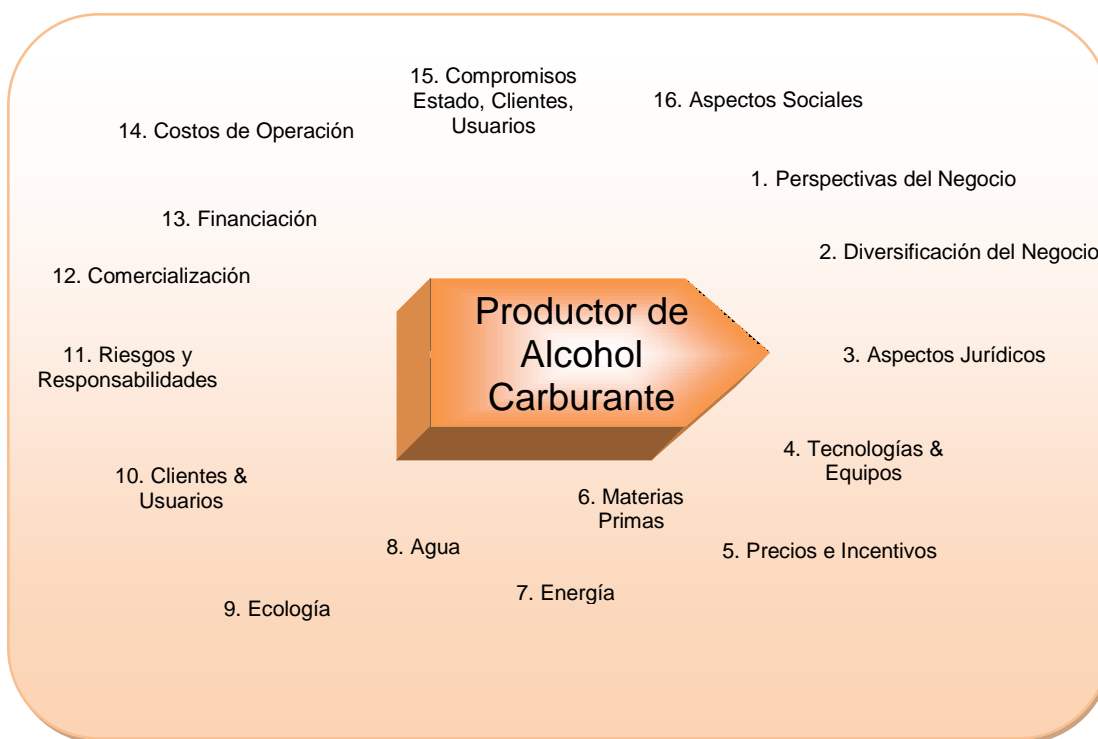 15. Compromisos
Estado, Clientes,
Usuarios
16. Aspectos Sociales
14. Costos de Operación
1. Perspectivas del Negocio
13. Financiación
2. Diversificación del Negocio
12. Comercialización
Productor de
Alcohol
Carburante
11. Riesgos y
Responsabilidades
3. Aspectos Jurídicos
4. Tecnologías &
Equipos
10. Clientes &
Usuarios
6. Materias
Primas
8. Agua
5. Precios e Incentivos
7. Energía
9. Ecología